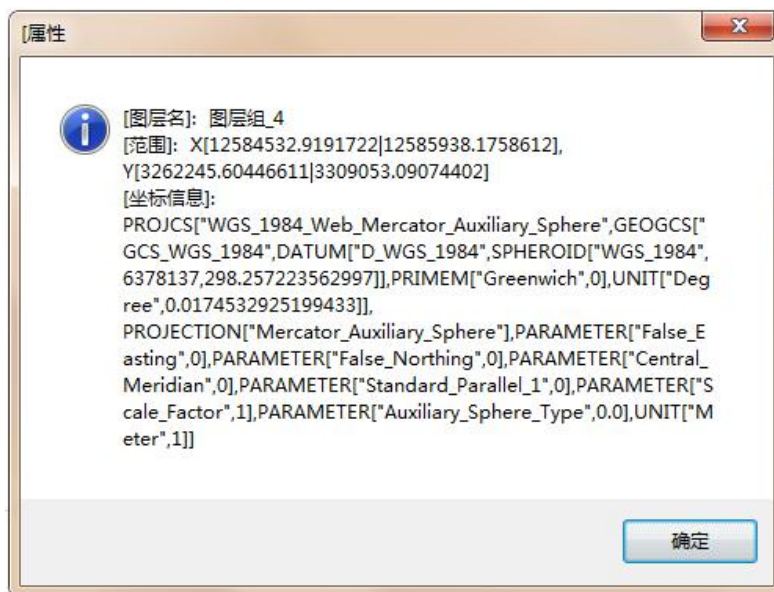 [属性
[图层名]: 图层组_4
[范围]: X[12584532.9191722|12585938.1758612],
Y[3262245.60446611|3309053.09074402]
[坐标信息]:
PROJCS["WGS_1984_Web_Mercator_Auxiliary_Sphere",GEOGCS["
GCS_WGS_1984",DATUM["D_WGS_1984",SPHEROID["WGS_1984",
6378137,298.257223562997]],PRIMEM["Greenwich",0],UNIT["Deg
ree",0.0174532925199433]],
PROJECTION["Mercator_Auxiliary_Sphere"],PARAMETER["False_E
asting",0],PARAMETER["False_Northing",0],PARAMETER["Central_
Meridian",0],PARAMETER["Standard_Parallel_1",0],PARAMETER["S
cale_Factor",1],PARAMETER["Auxiliary_Sphere_Type",0.0],UNIT["M
eter",1]]
确定